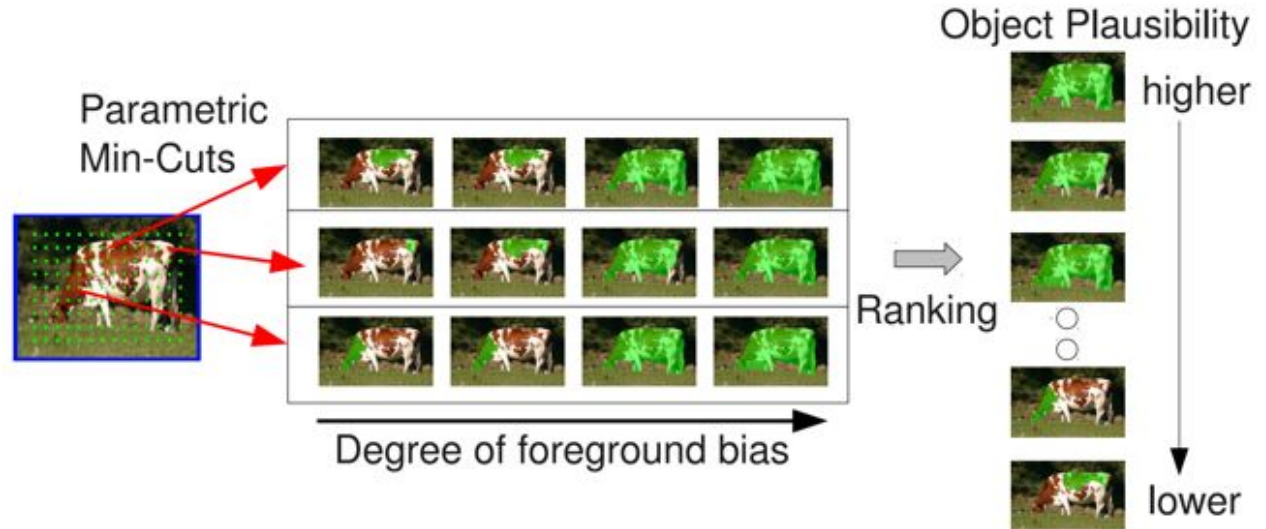 Object Plausibility
Parametric
Min-Cuts
higher
Ranking
Degree of foreground bias
lower